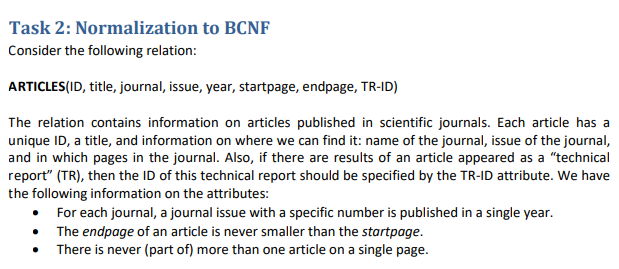 Task 2: Normalization to BCNF
Consider the following relation:
ARTICLES(ID, title, journal, issue, year, startpage, endpage, TR-ID)
The relation contains information on articles published in scientific journals. Each article has a
unique ID, a title, and information on where we can find it: name of the journal, issue of the journal,
and in which pages in the journal. Also, if there are results of an article appeared as a “technical
report” (TR), then the ID of this technical report should be specified by the TR-ID attribute. We have
the following information on the attributes:
• For each journal, a journal issue with a specific number is published in a single year.
• The endpage of an article is never smaller than the startpage.
• There is never (part of) more than one article on a single page.